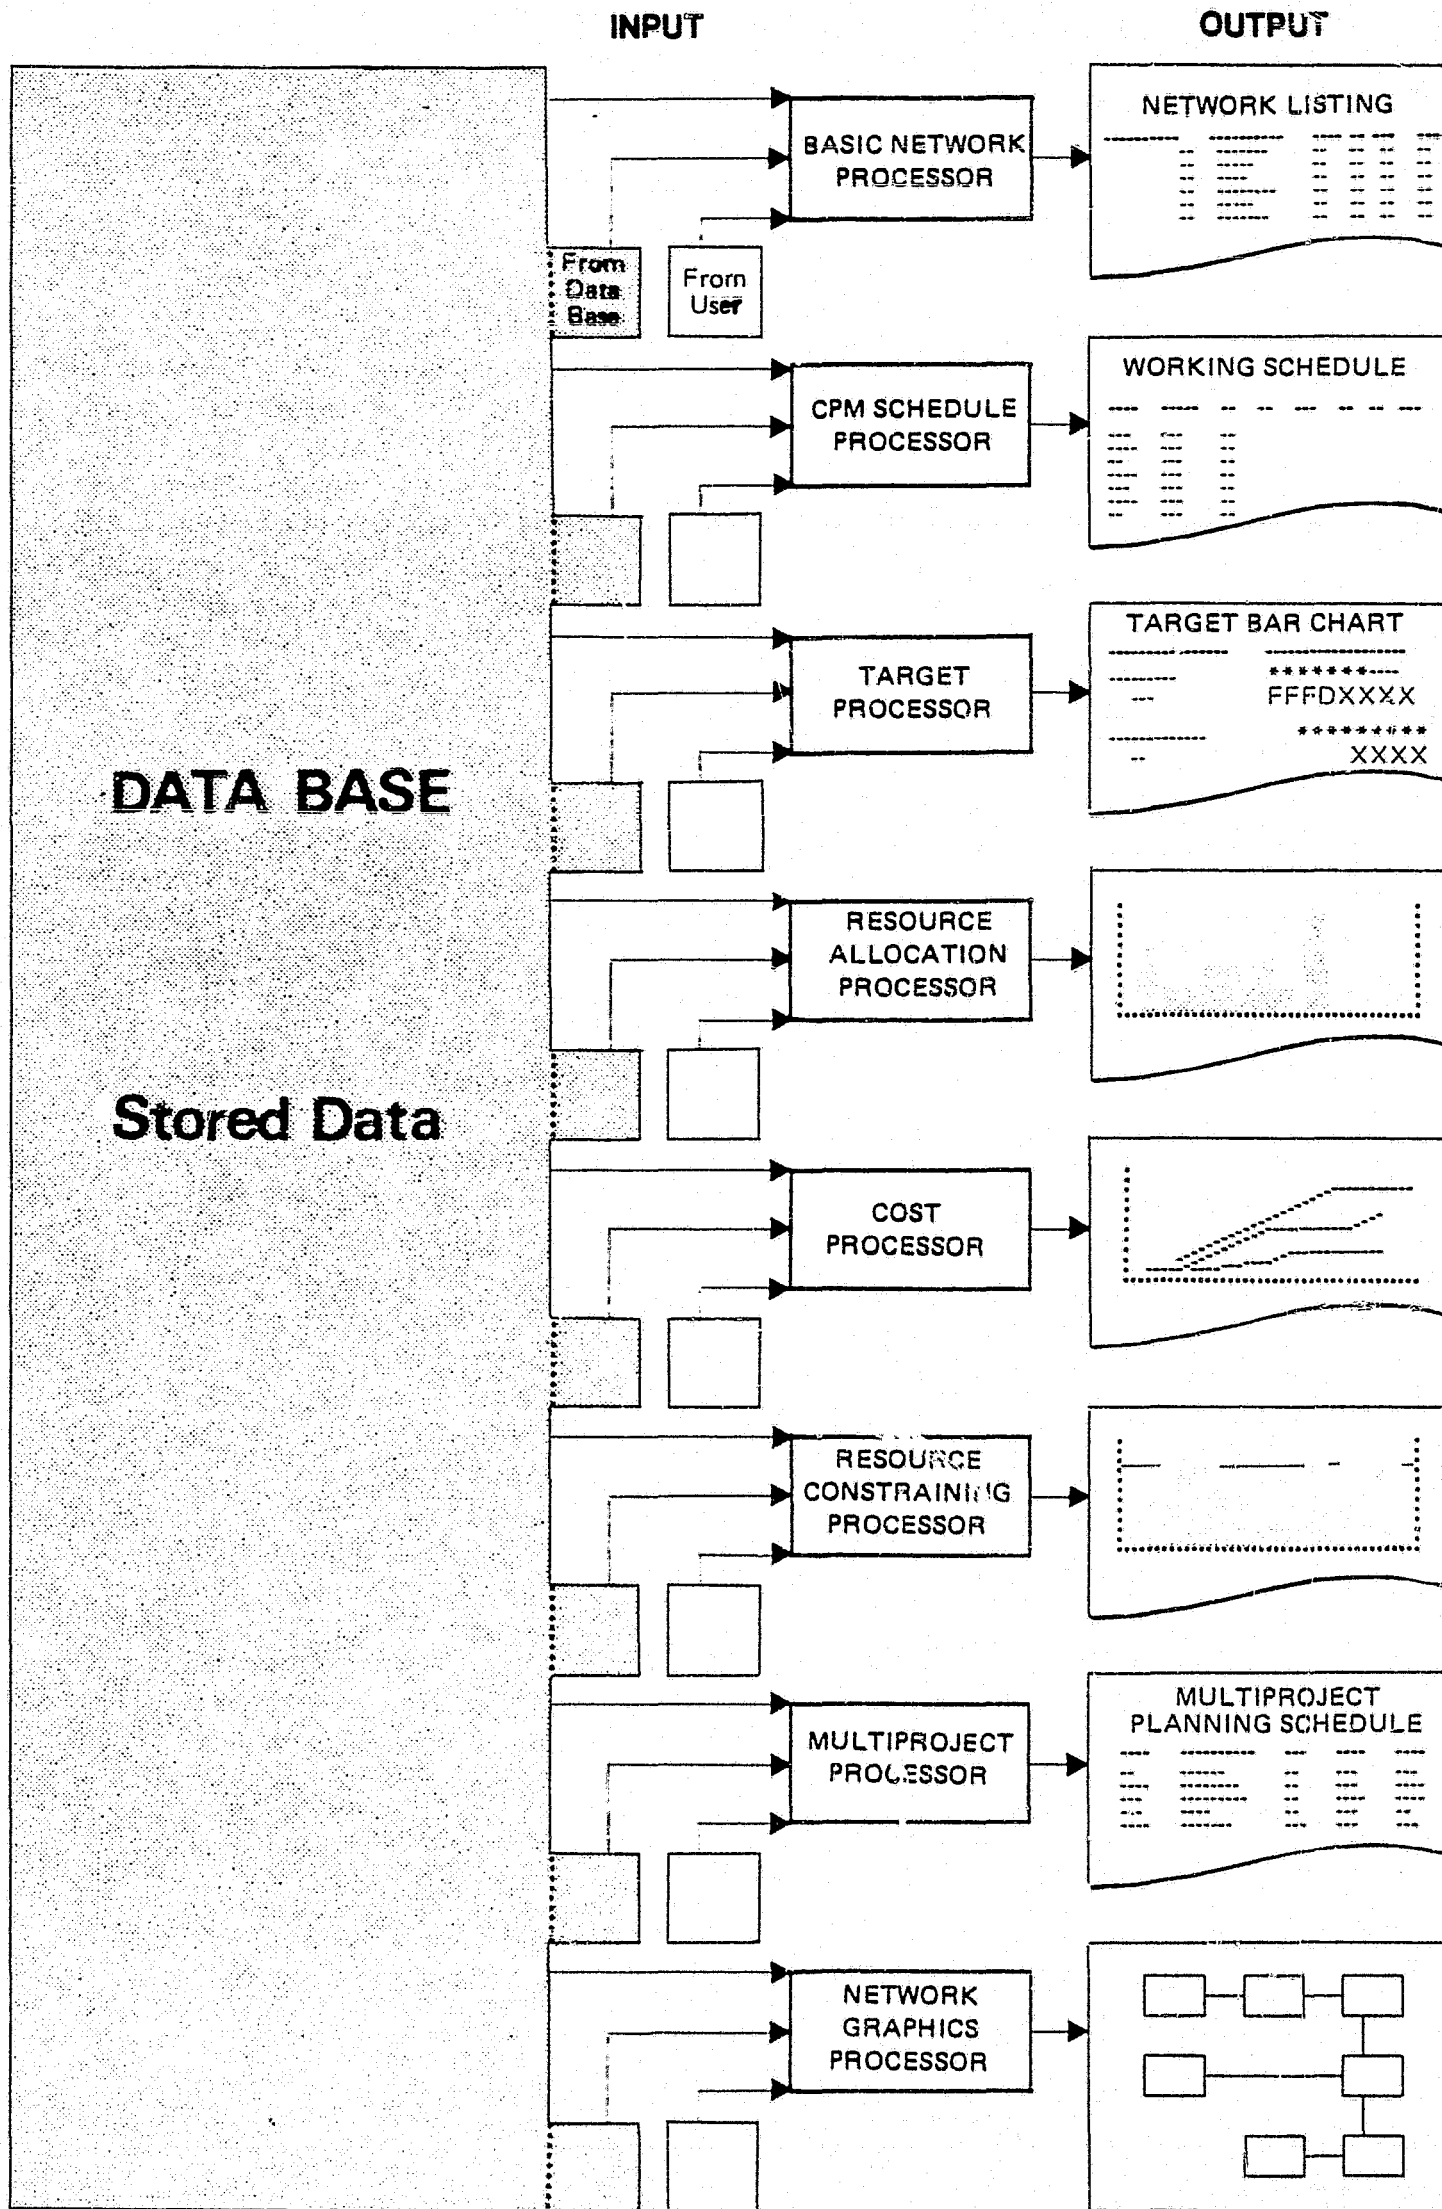 INPUT
OUTPUT
BASIC NETWORK
PROCESSOR
NETWORK LISTING
From
Data
Base
From
User
CPM SCHEDULE
PROCESSOR
WORKING SCHEDULE
TARGET
PROCESSOR
TARGET BAR CHART
*******----
FFFDXXXX
*********
XXXX
DATA BASE
Stored Data
RESOURCE
ALLOCATION
PROCESSOR
COST
PROCESSOR
RESOURCE
CONSTRAINING
PROCESSOR
MULTIPROJECT
PROCESSOR
MULTIPROJECT
PLANNING SCHEDULE
NETWORK
GRAPHICS
PROCESSOR